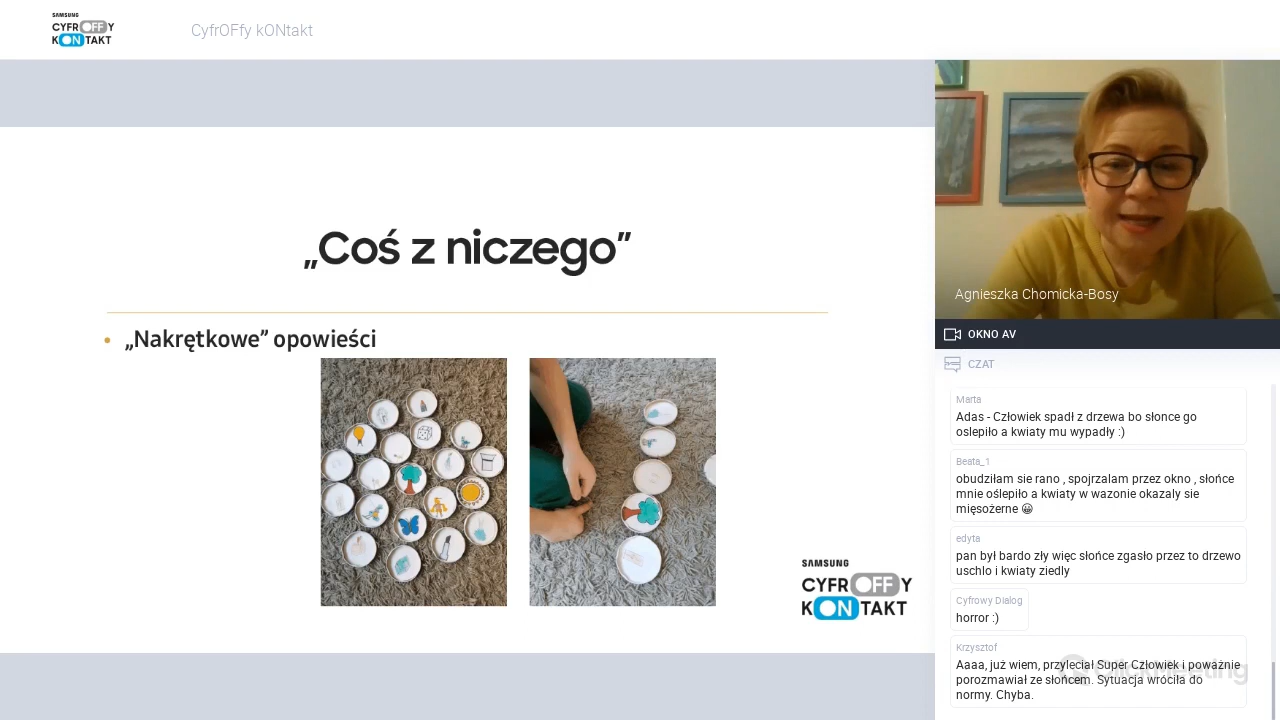 SAMSUNG
CYFROFFY
KONTAKT
CyfrOFfy kONtakt
„Coś z niczego”
• „Nakrętkowe” opowieści
SAMSUNG
CYFROFFY
KONTAKT
Agnieszka Chomicka-Bosy
OKNO AV
CZAT
Marta
Adas - Człowiek spadł z drzewa bo słonce go
oslepiło a kwiaty mu wypadły :)
Beata_1
obudziłam sie rano , spojrzalam przez okno , słońce
mnie oślepiło a kwiaty w wazonie okazały sie
mięsożerne 😀
edyta
pan był bardo zły więc słońce zgasło przez to drzewo
uschlo i kwiaty ziedly
Cyfrowy Dialog
horror :)
Krzysztof
Aaaa, już wiem, przyleciał Super Człowiek i poważnie
porozmawiał ze słońcem. Sytuacja wróciła do
normy. Chyba.
ClickMeeting